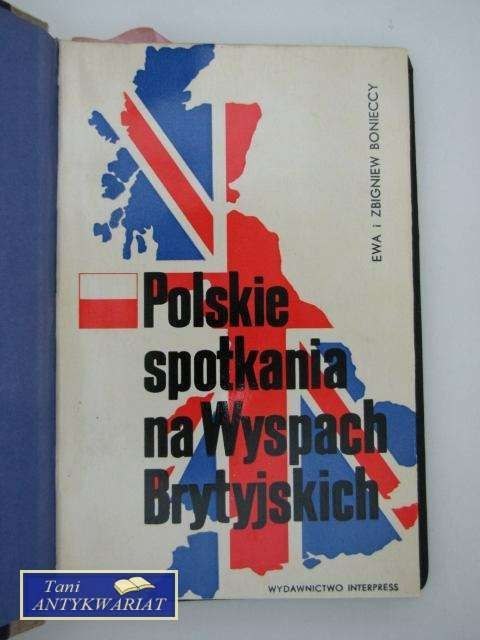 EWA i ZBIGNIEW BONIECCY
Polskie
spotkania
na Wyspach
Brytyjskich
WYDAWNICTWO INTERPRESS
Tani
ANTYKWARIAT